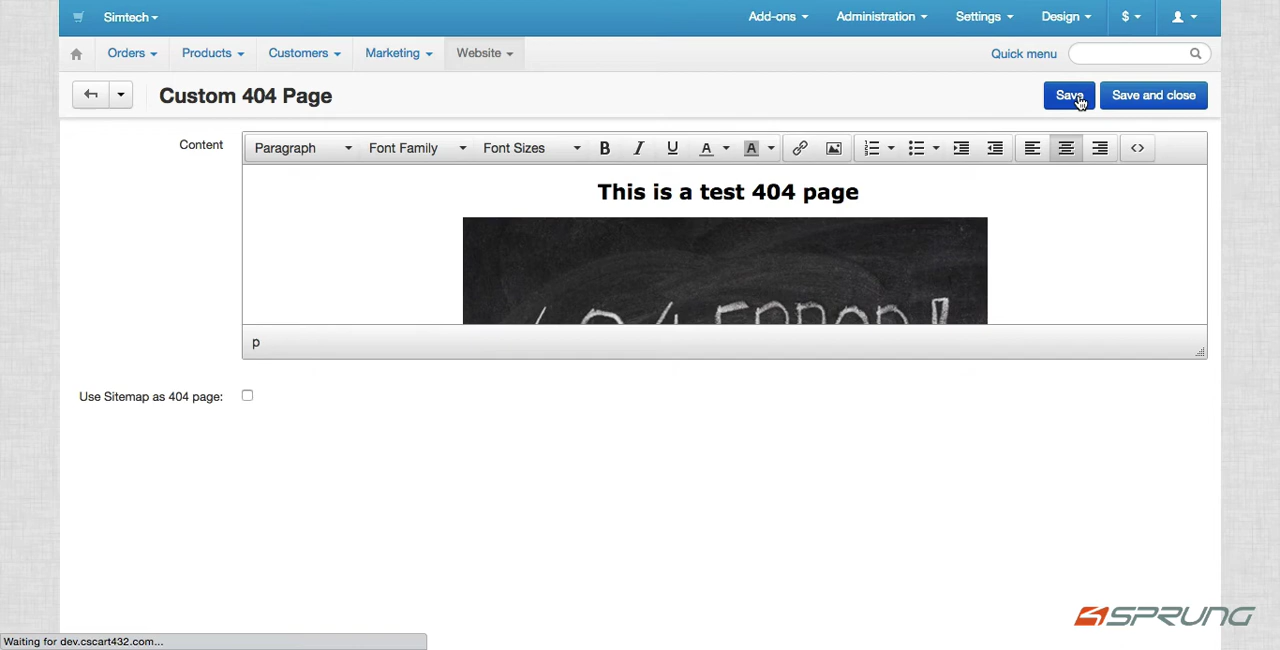 Simtech
Add-ons
Administration
Settings
Design
$
Orders
Products
Customers
Marketing
Website
Quick menu
Custom 404 Page
Save
Save and close
Content
Paragraph
Font Family
Font Sizes
B I U A A
This is a test 404 page
404 ERROR!
p
Use Sitemap as 404 page:
SPRUNG
Waiting for dev.cscart432.com...